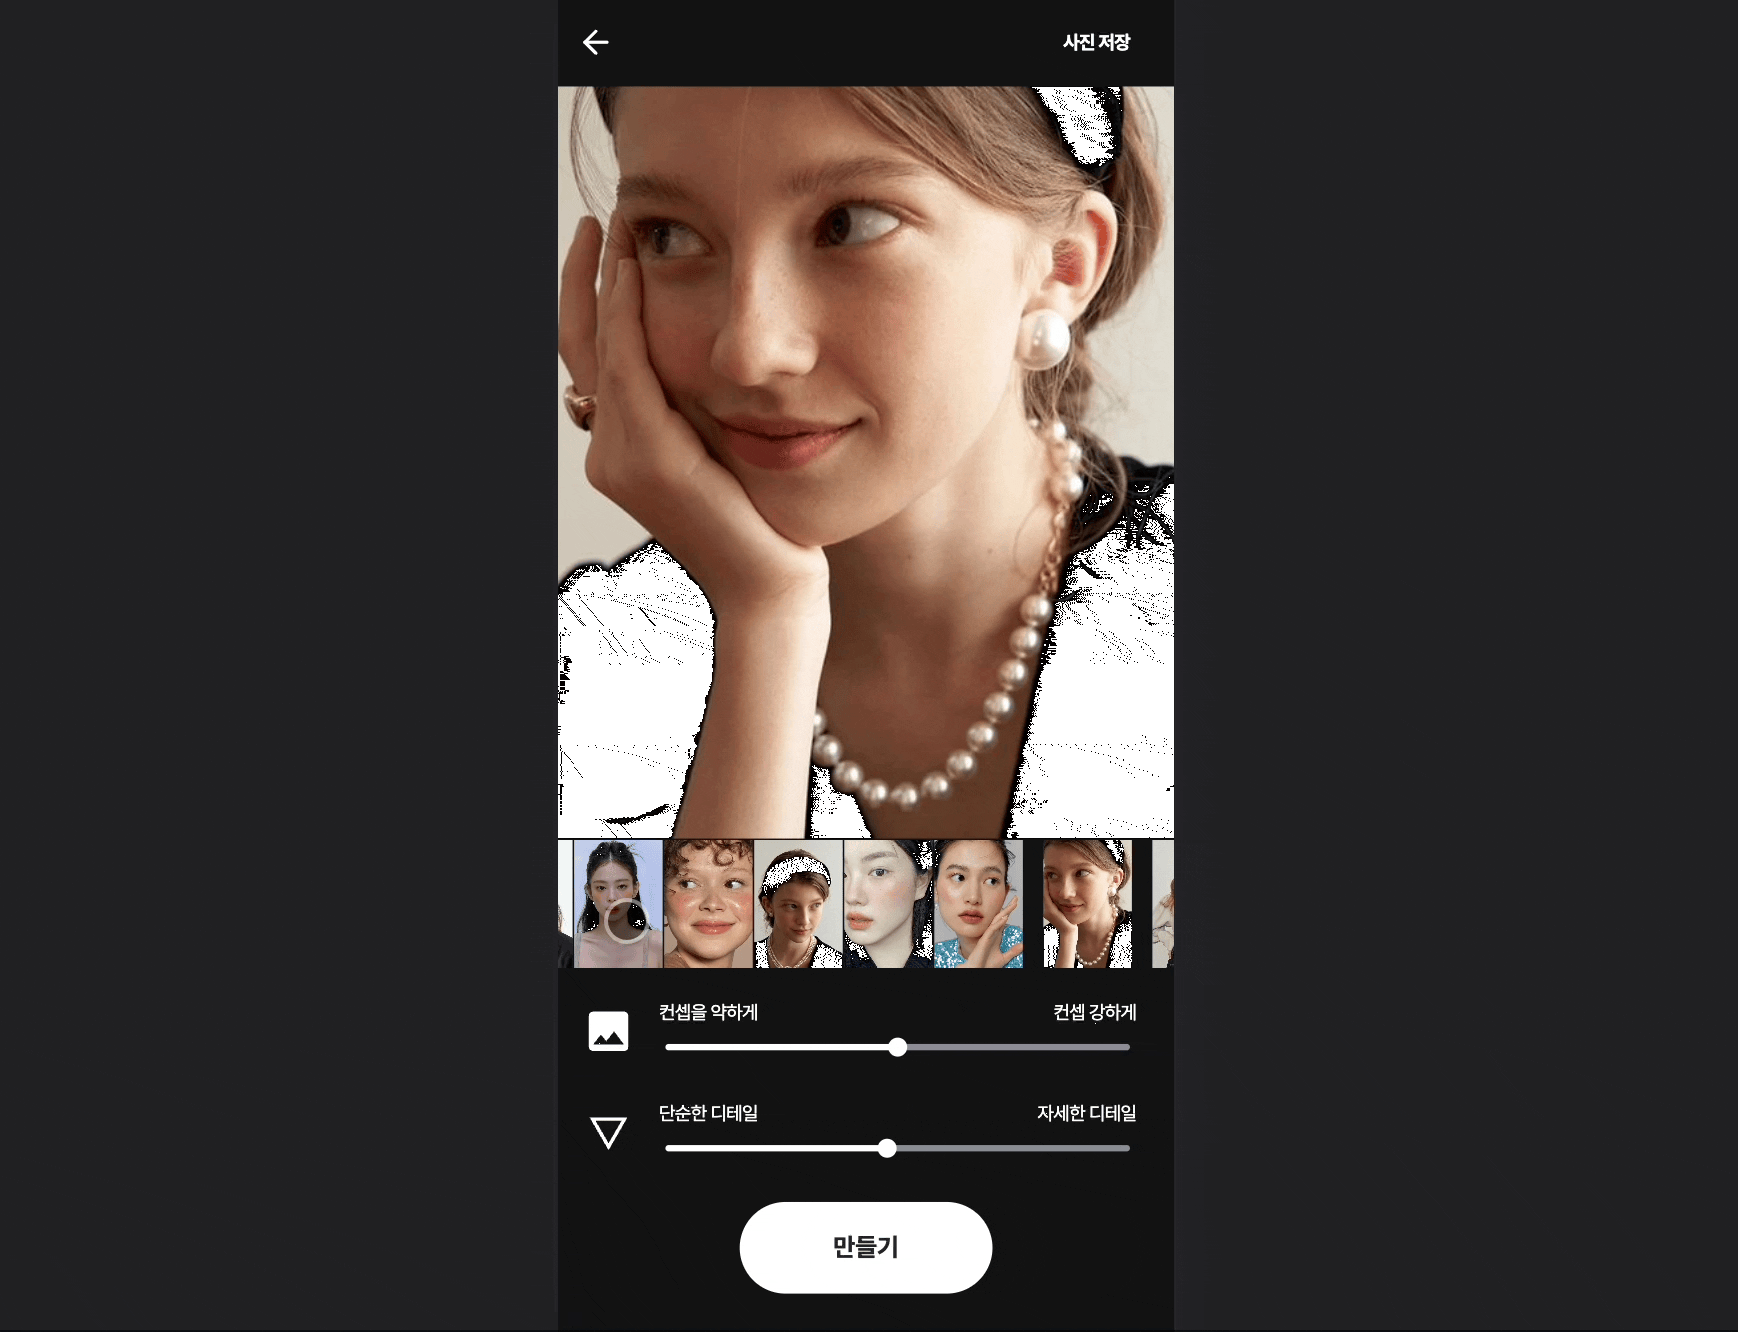 사진 저장
컨셉을 약하게
컨셉 강하게
단순한 디테일
자세한 디테일
만들기